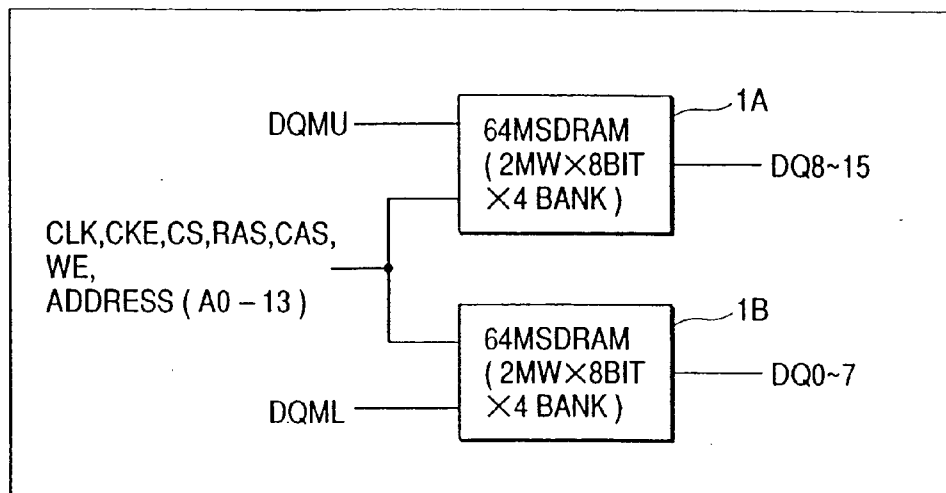 1A
DQMU
64MSDRAM
( 2MW×8BIT
×4 BANK )
DQ8~15
CLK,CKE,CS,RAS,CAS,
WE,
ADDRESS ( A0 – 13 )
1B
64MSDRAM
( 2MW×8BIT
×4 BANK )
DQ0~7
DQML